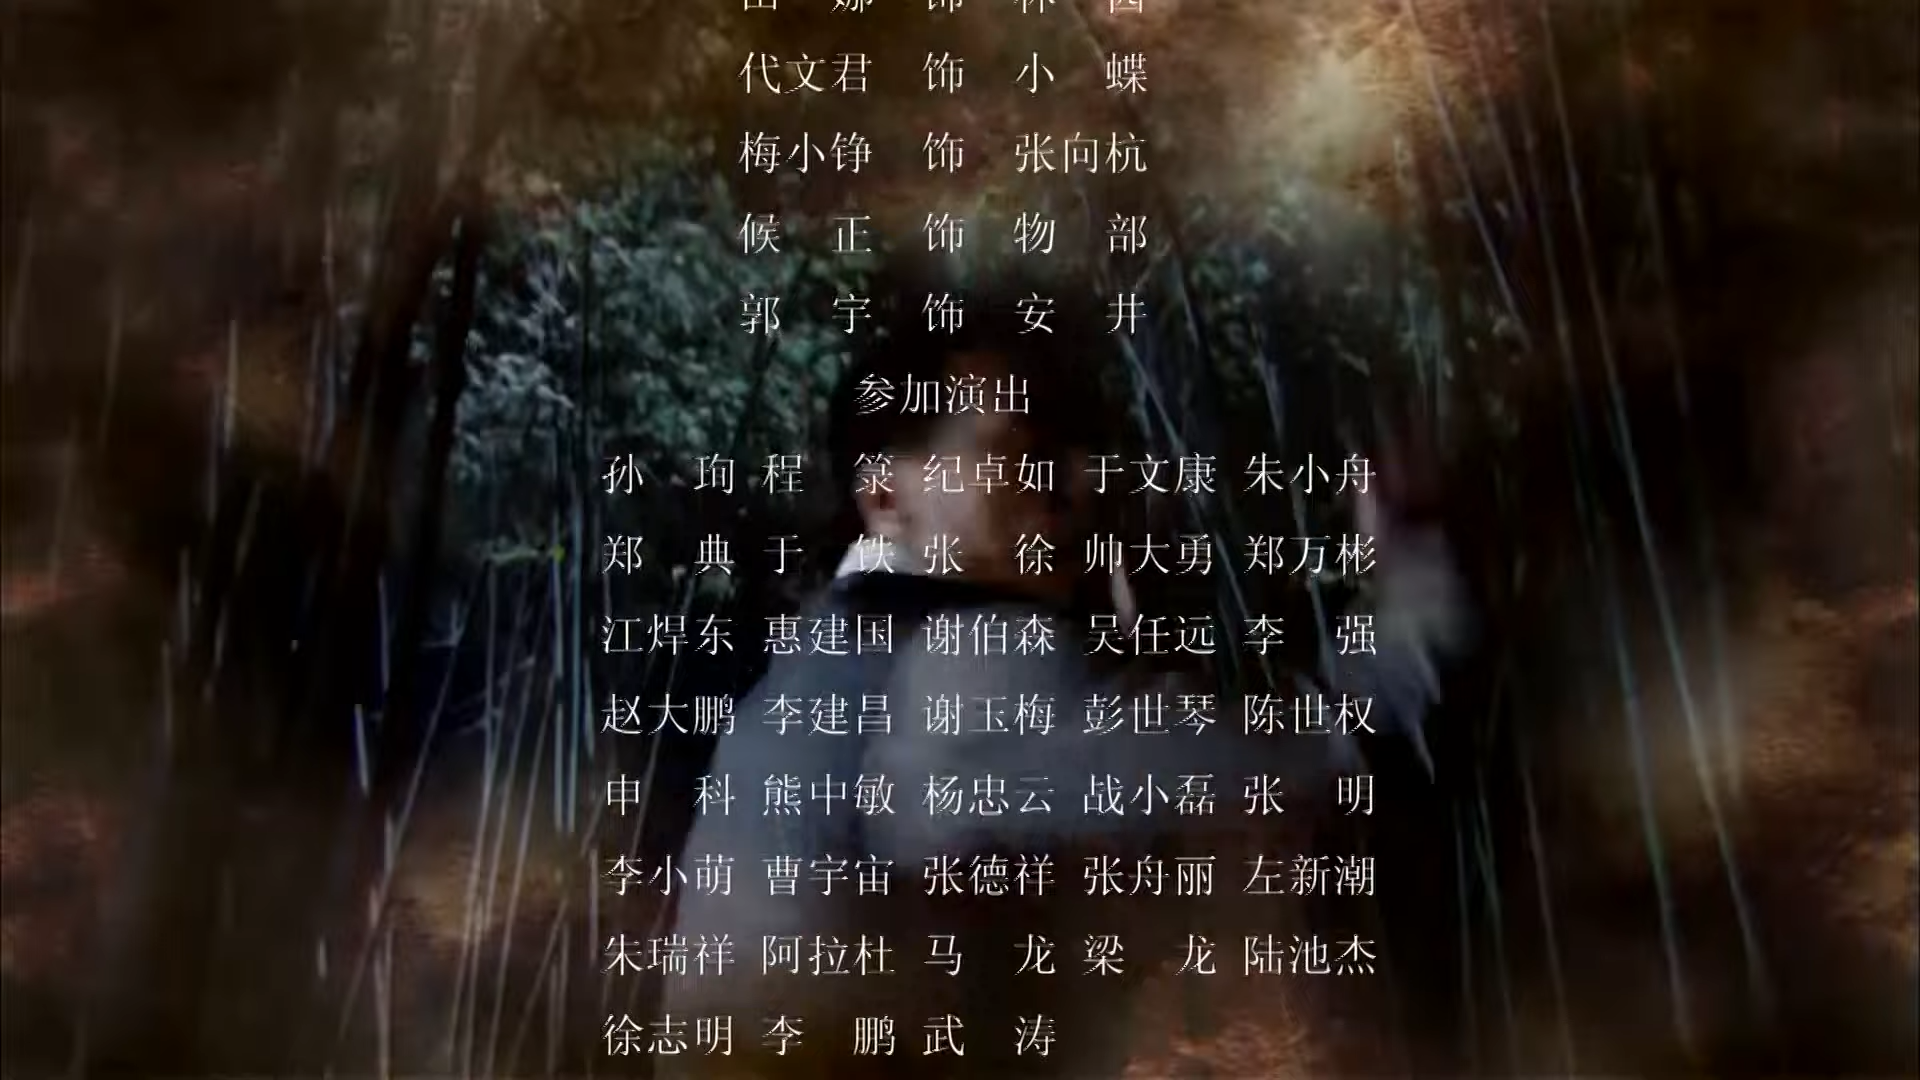 娜 饰 林
代文君 饰 小 蝶
梅小铮 饰 张向杭
候 正 饰 物 部
郭 宇 饰 安 井
参加演出
孙 珣 程 箓 纪卓如 于文康 朱小舟
郑 典 于 铁 张 徐 帅大勇 郑万彬
江焊东 惠建国 谢伯森 吴任远 李 强
赵大鹏 李建昌 谢玉梅 彭世琴 陈世权
申 科 熊中敏 杨忠云 战小磊 张 明
李小萌 曹宇宙 张德祥 张舟丽 左新潮
朱瑞祥 阿拉杜 马 龙 梁 龙 陆池杰
徐志明 李 鹏 武 涛